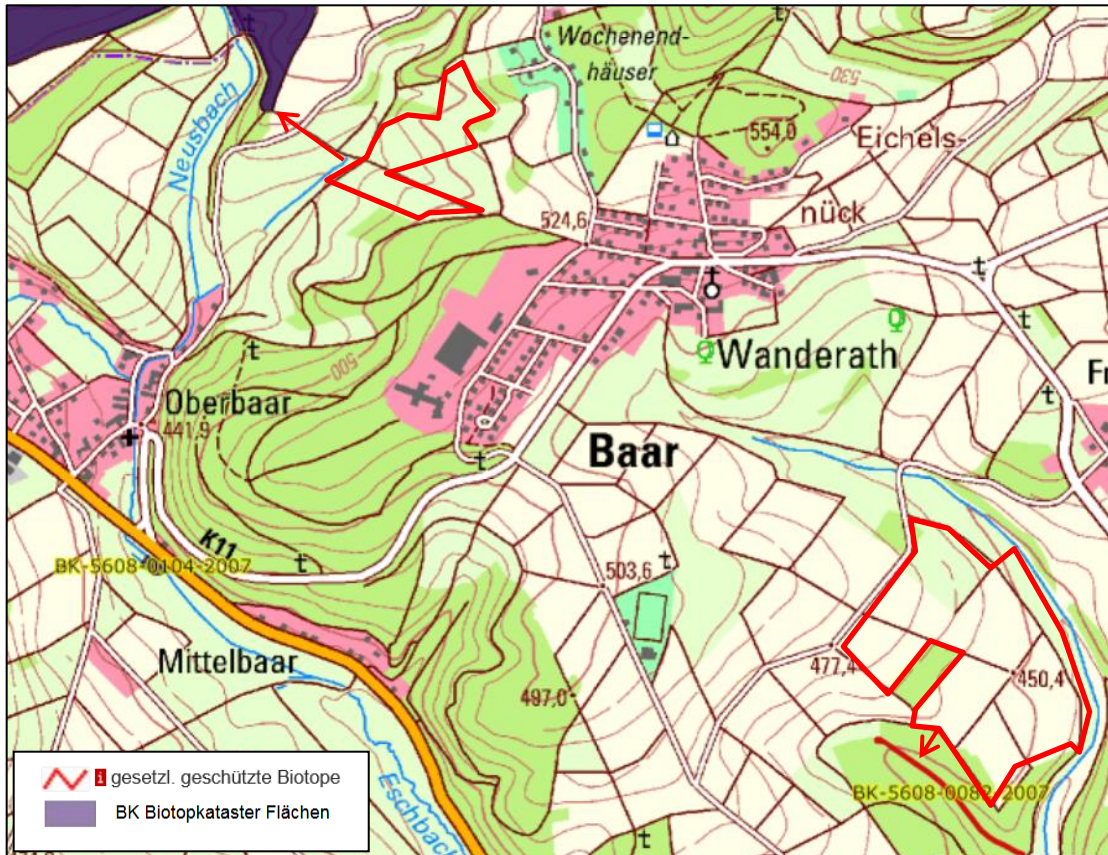 Wochenend-
häuser
530
554,0
Neusbach
Eichels-
nück
524,6
Wanderath
500
Oberbaar
441,9
Fr
Baar
K11
BK-5608-0104-2007
503,6
Mittelbaar
477,4
450,4
497,0
Eschbach
BK-5608-0082-2007
i gesetzl. geschützte Biotope
BK Biotopkataster Flächen